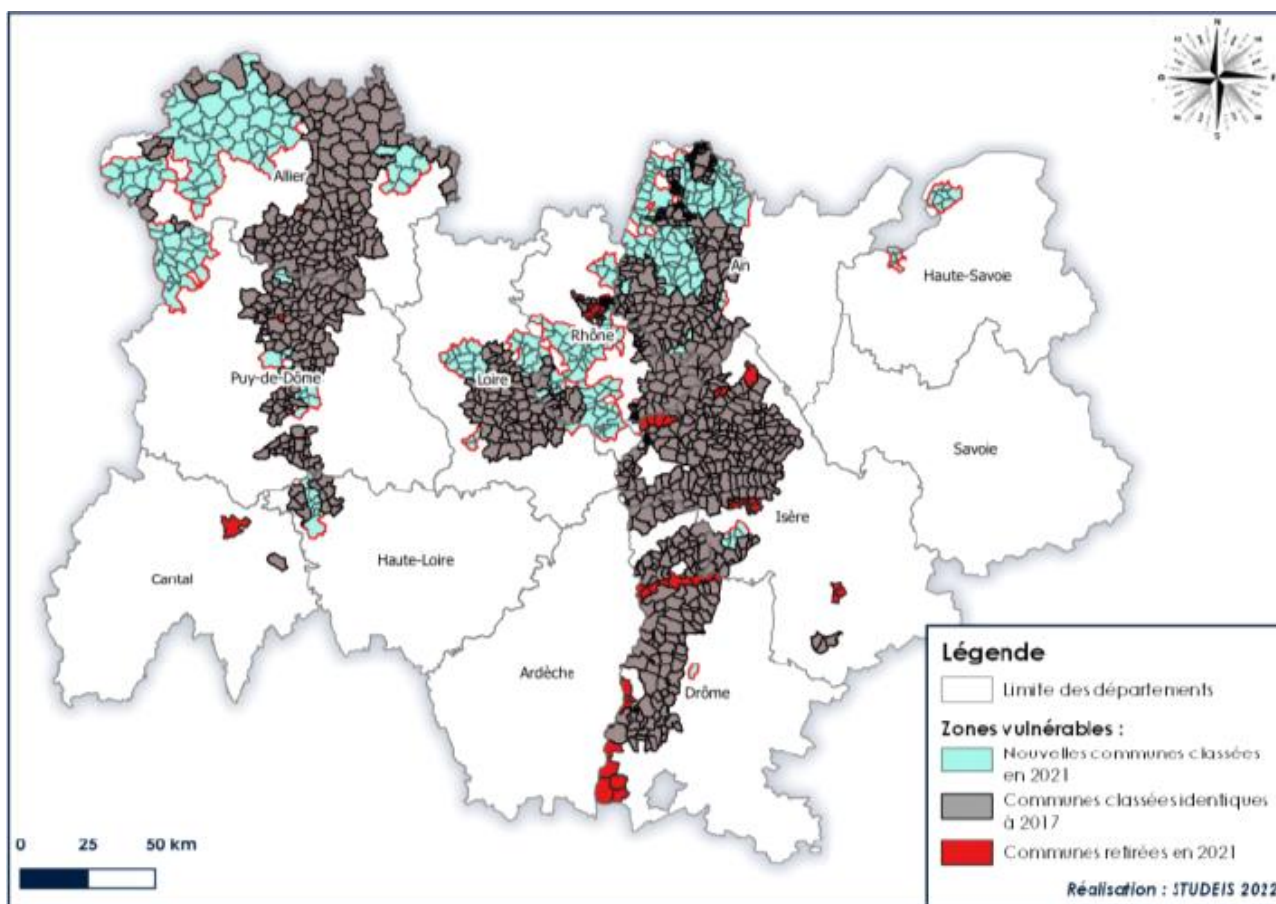 N
S
Allier
Haute-Savoie
An
Rhône
Loire
Puy-de-Dôme
Savoie
Isère
Haute-Loire
Cantal
Ardèche
Drôme
Légende
Limite des départements
Zones vulnérables :
Nouvelles communes classées
en 2021
Communes classées identiques
à 2017
Communes retirées en 2021
0 25 50 km
Réalisation : STUDEIS 2022